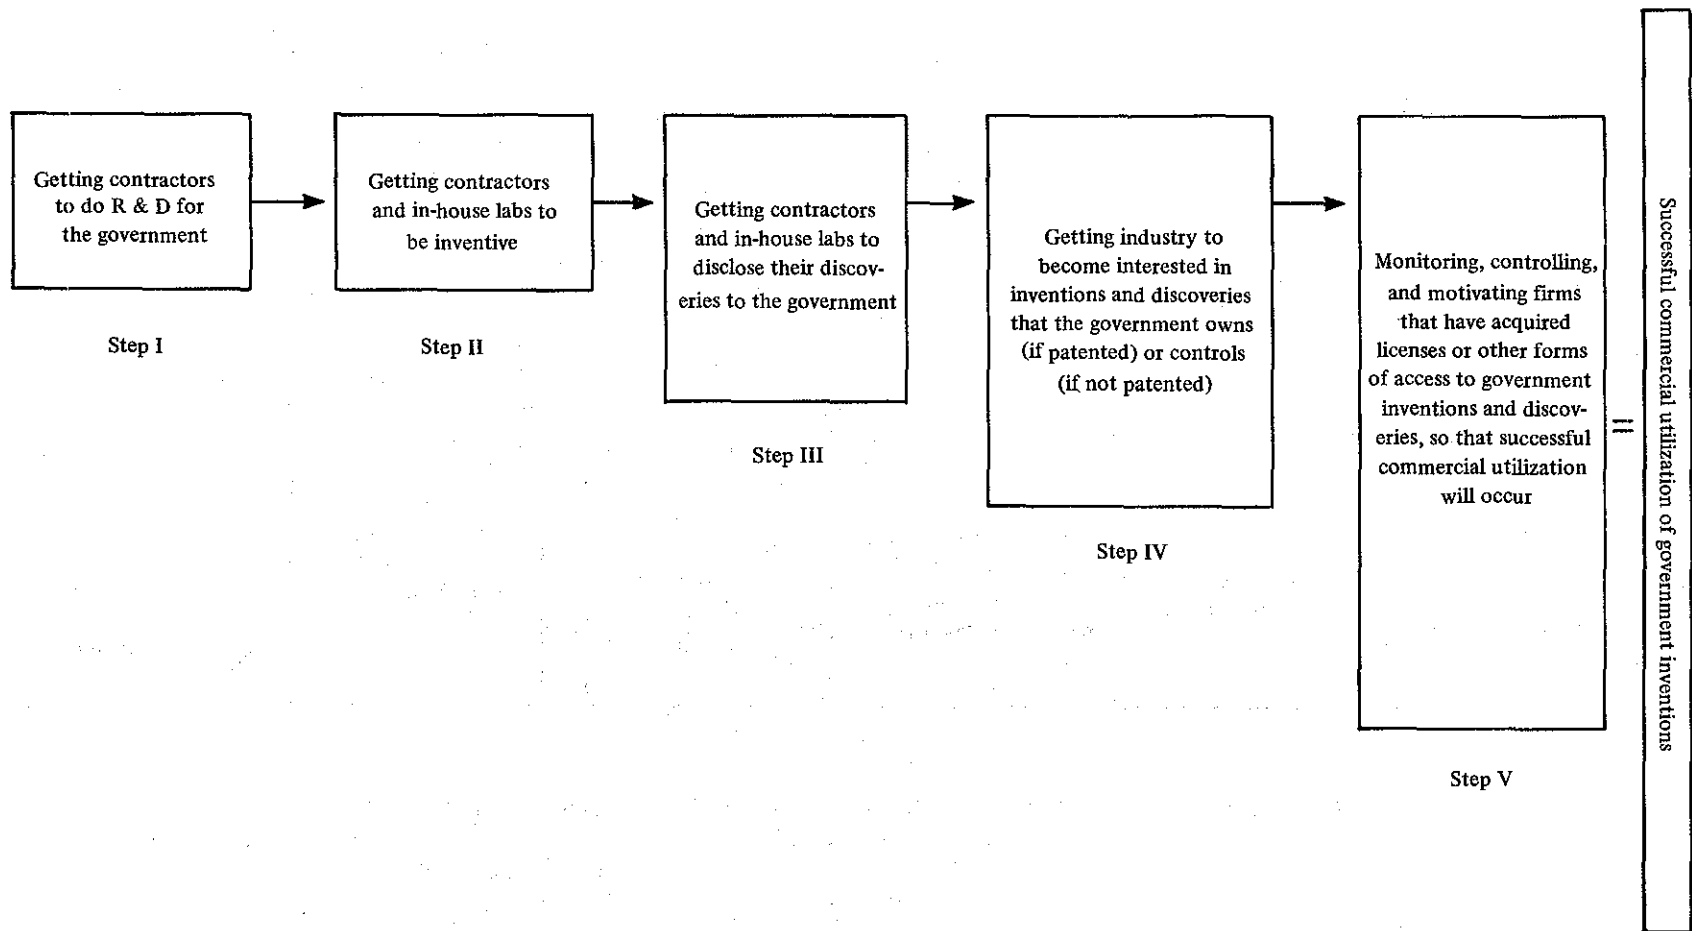 Getting contractors
to do R & D for
the government
Step I
Getting contractors
and in-house labs to
be inventive
Step II
Getting contractors
and in-house labs to
disclose their discov-
eries to the government
Step III
Getting industry to
become interested in
inventions and discoveries
that the government owns
(if patented) or controls
(if not patented)
Step IV
Monitoring, controlling,
and motivating firms
that have acquired
licenses or other forms
of access to government
inventions and discov-
eries, so that successful
commercial utilization
will occur
Step V
=
Successful commercial utilization of government inventions